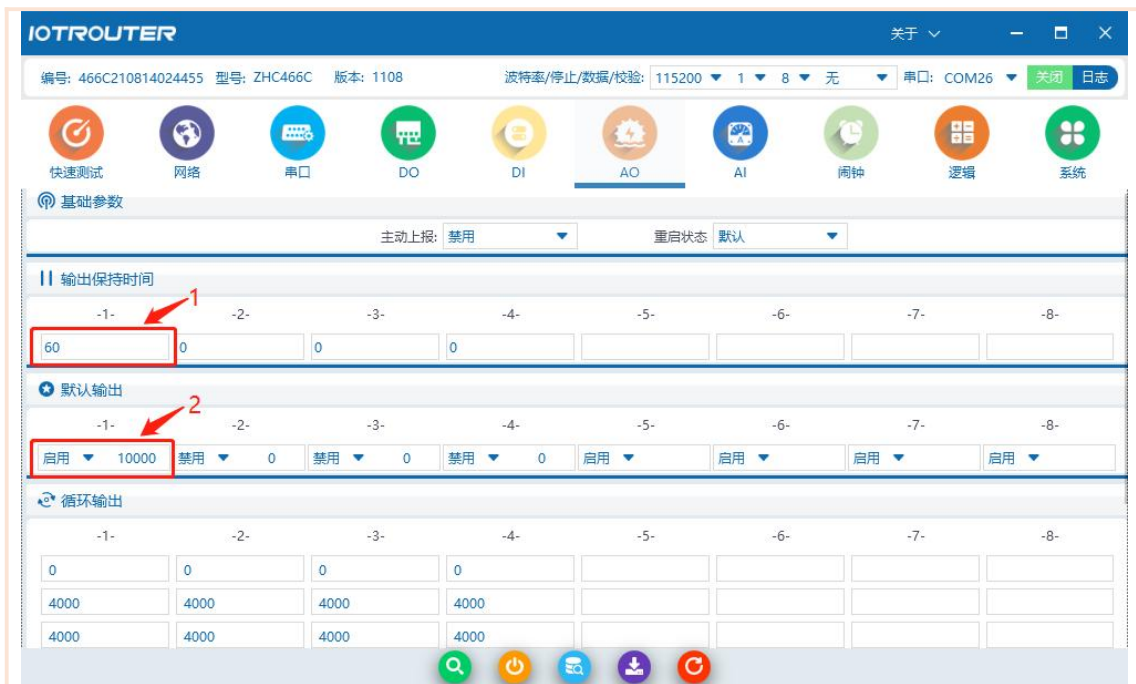 IOTROUTER 关于
编号: 466C210814024455 型号: ZHC466C 版本: 1108 波特率/停止/数据/校验: 115200 1 8 无 串口: COM26 关闭 日志
快速测试 网络 串口 DO DI AO AI 闹钟 逻辑 系统
基础参数
主动上报: 禁用 重启状态 默认
输出保持时间
1
-1- -2- -3- -4- -5- -6- -7- -8-
60 0 0 0
默认输出
2
-1- -2- -3- -4- -5- -6- -7- -8-
启用 10000 禁用 0 禁用 0 禁用 0 启用 启用 启用 启用
循环输出
-1- -2- -3- -4- -5- -6- -7- -8-
0 0 0 0
4000 4000 4000 4000
4000 4000 4000 4000